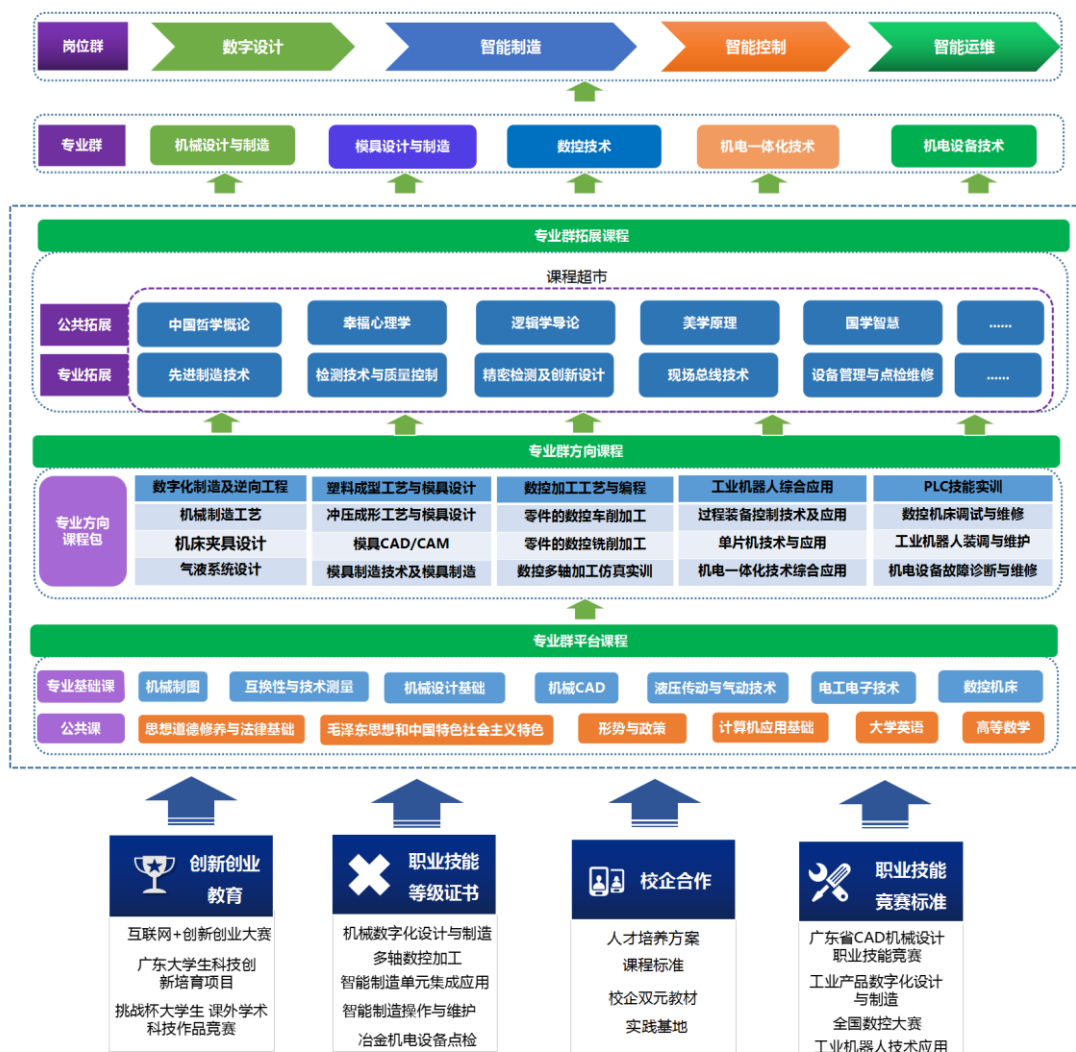 岗位群 数字设计 智能制造 智能控制 智能运维
专业群 机械设计与制造 模具设计与制造 数控技术 机电一体化技术 机电设备技术
专业群拓展课程
课程超市
公共拓展 中国哲学概论 幸福心理学 逻辑学导论 美学原理 国学智慧 ......
专业拓展 先进制造技术 检测技术与质量控制 精密检测及创新设计 现场总线技术 设备管理与点检维修 ......
专业群方向课程
专业方向
课程包
数字化制造及逆向工程 塑料成型工艺与模具设计 数控加工工艺与编程 工业机器人综合应用 PLC技能实训
机械制造工艺 冲压成形工艺与模具设计 零件的数控车削加工 过程装备控制技术及应用 数控机床调试与维修
机床夹具设计 模具CAD/CAM 零件的数控铣削加工 单片机技术与应用 工业机器人装调与维护
气液系统设计 模具制造技术及模具制造 数控多轴加工仿真实训 机电一体化技术综合应用 机电设备故障诊断与维修
专业群平台课程
专业基础课 机械制图 互换性与技术测量 机械设计基础 机械CAD 液压传动与气动技术 电工电子技术 数控机床
公共课 思想道德修养与法律基础 毛泽东思想和中国特色社会主义特色 形势与政策 计算机应用基础 大学英语 高等数学
创新创业
教育
互联网+创新创业大赛
广东大学生科技创
新培育项目
挑战杯大学生 课外学术
科技作品竞赛
职业技能
等级证书
机械数字化设计与制造
多轴数控加工
智能制造单元集成应用
智能制造操作与维护
冶金机电设备点检
校企合作
人才培养方案
课程标准
校企双元教材
实践基地
职业技能
竞赛标准
广东省CAD机械设计
职业技能竞赛
工业产品数字化设计
与制造
全国数控大赛
工业机器人技术应用